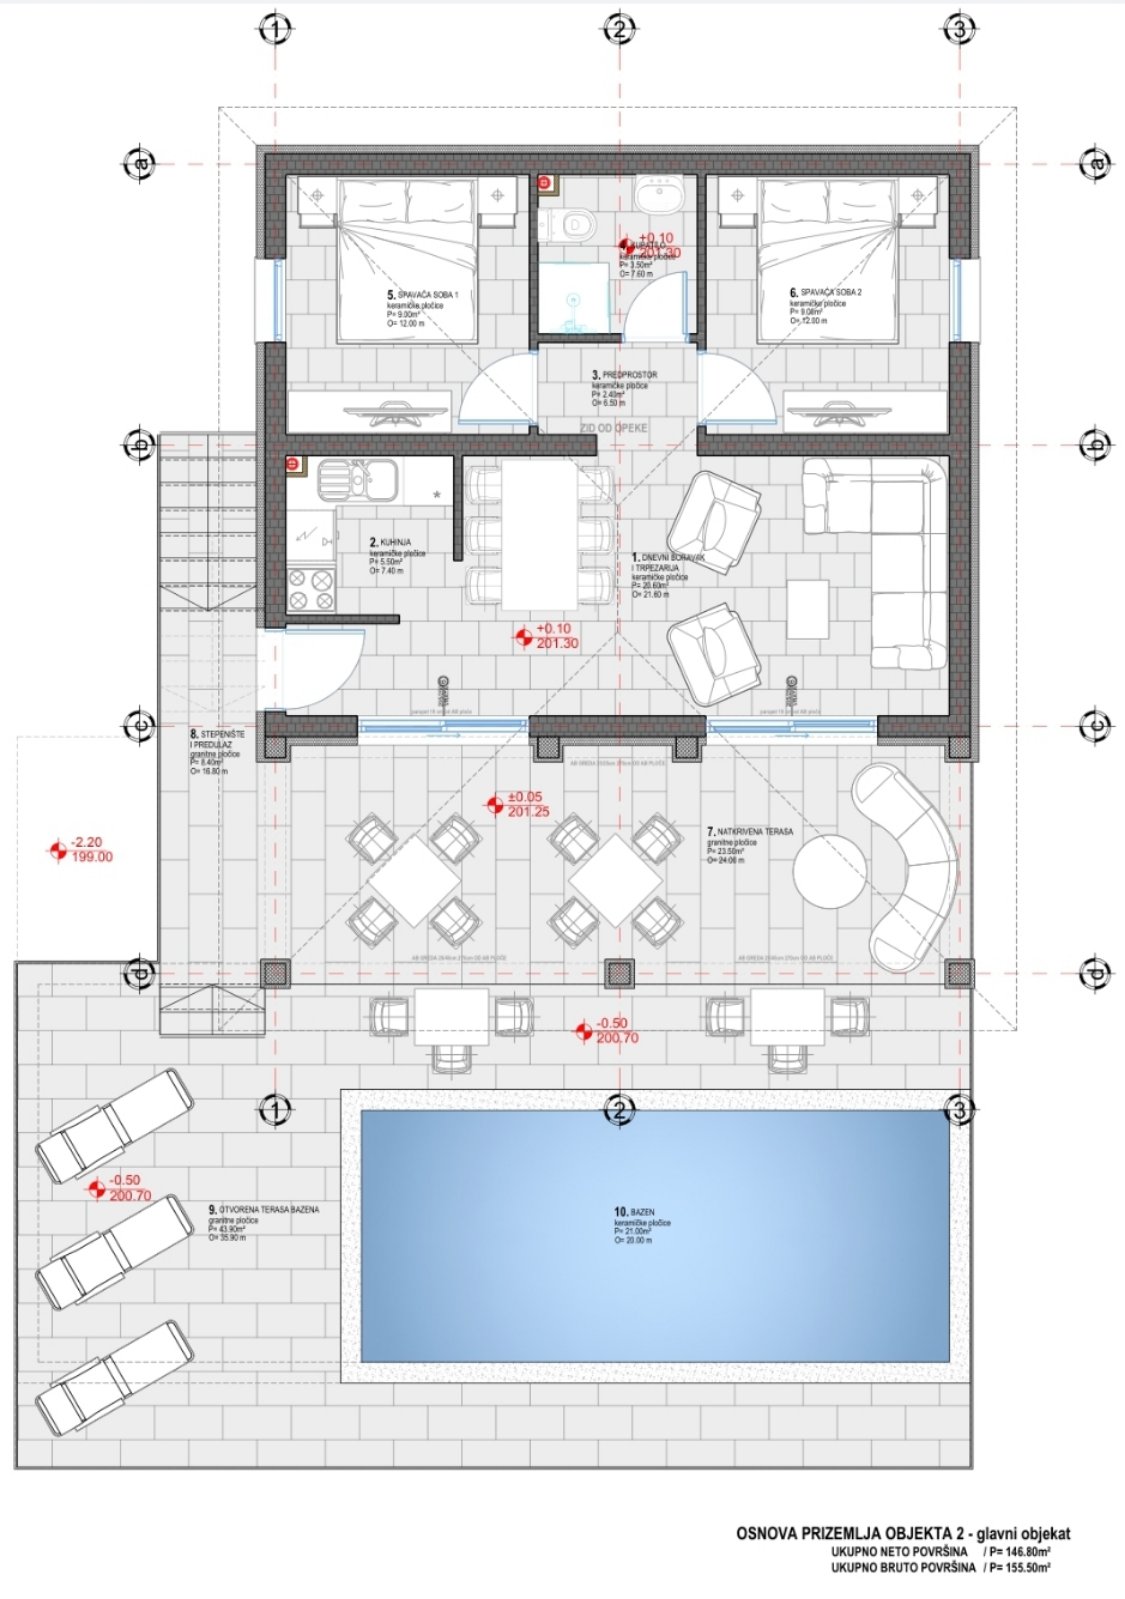 1 2 3
a a
+0.10
201.30
4. KUPATILO
keramičke pločice
P= 3.50m²
O= 7.60 m
5. SPAVAĆA SOBA 1
keramičke pločice
P= 9.00m²
O= 12.00 m
6. SPAVAĆA SOBA 2
keramičke pločice
P= 9.00m²
O= 12.00 m
3. PREDPROSTOR
keramičke pločice
P= 2.40m²
O= 6.50 m
ZID OD OPEKE
b b
2. KUHINJA
keramičke pločice
P= 5.50m²
O= 7.40 m
1. DNEVNI BORAVAK
I TRPEZARIJA
keramičke pločice
P= 20.60m²
O= 21.60 m
+0.10
201.30
c c
8. STEPENIŠTE
I PREDULAZ
granitne pločice
P= 8.40m²
O= 16.80 m
±0.05
201.25
-2.20
199.00
7. NATKRIVENA TERASA
granitne pločice
P= 23.50m²
O= 24.00 m
d d
-0.50
200.70
1 2 3
-0.50
200.70
9. OTVORENA TERASA BAZENA
granitne pločice
P= 43.90m²
O= 35.90 m
10. BAZEN
keramičke pločice
P= 21.00m²
O= 20.00 m
OSNOVA PRIZEMLJA OBJEKTA 2 - glavni objekat
UKUPNO NETO POVRŠINA / P= 146.80m²
UKUPNO BRUTO POVRŠINA / P= 155.50m²